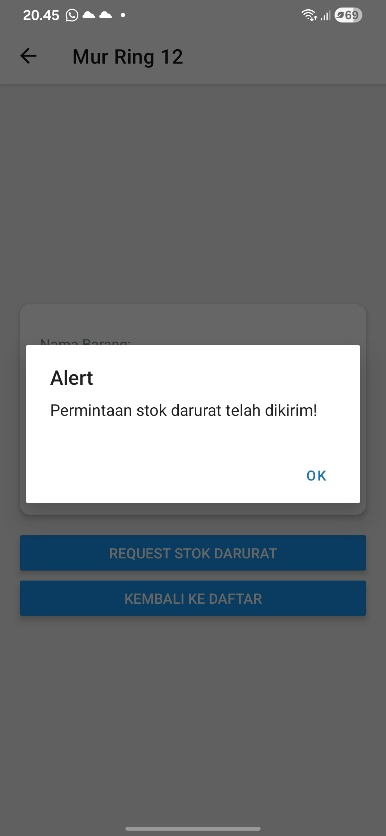 20.45
69
Mur Ring 12
Nama Barang:
Alert
Permintaan stok darurat telah dikirim!
OK
REQUEST STOK DARURAT
KEMBALI KE DAFTAR